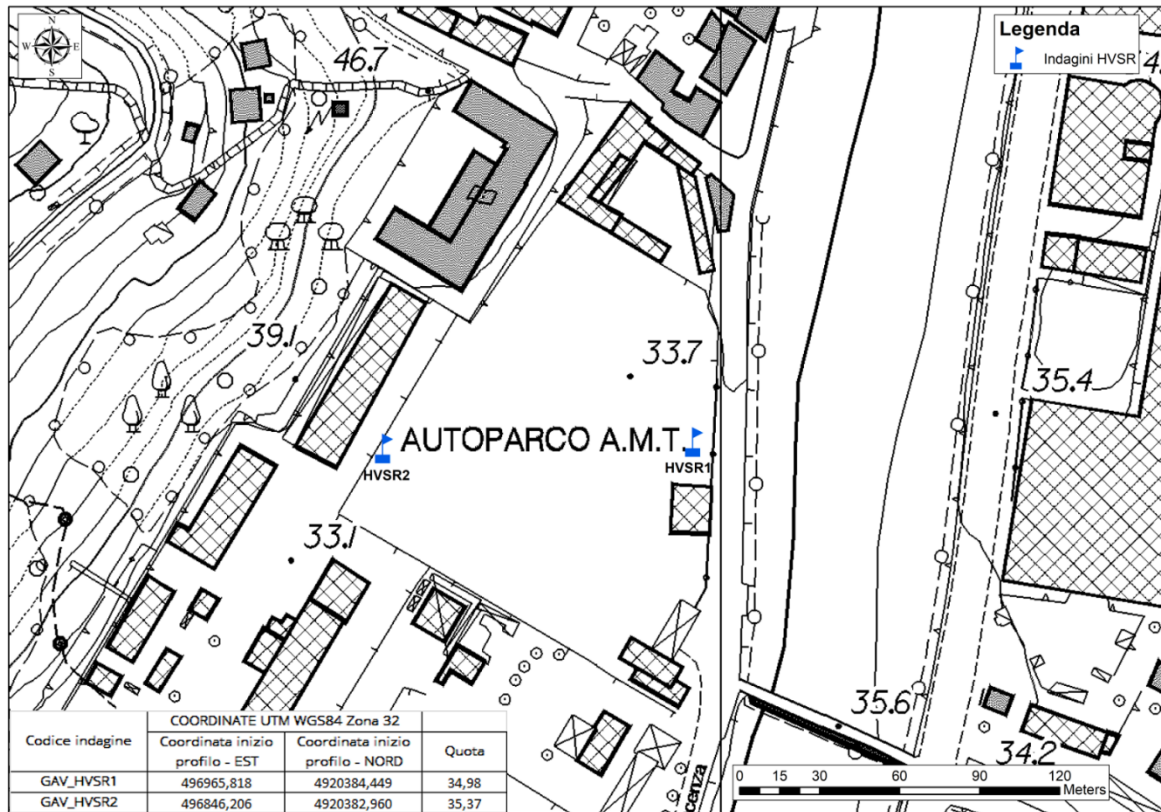 N
W E
S
Legenda
Indagini HVSR
46.7
39.1
33.7
35.4
AUTOPARCO A.M.T.
HVSR2
HVSR1
33.1
35.6
34.2
COORDINATE UTM WGS84 Zona 32
Codice indagine
Coordinata inizio profilo - EST
Coordinata inizio profilo - NORD
Quota
GAV_HVSR1 496965,818 4920384,449 34,98
GAV_HVSR2 496846,206 4920382,960 35,37
cenza
0 15 30 60 90 120
Meters